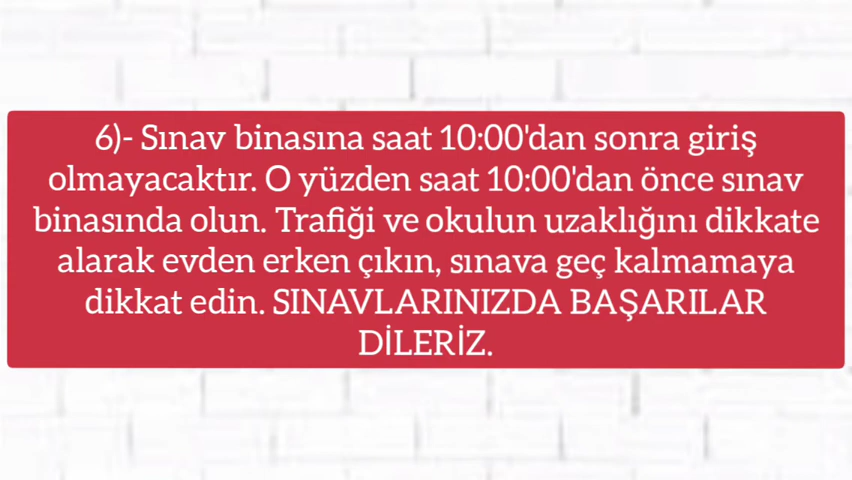 6)- Sınav binasına saat 10:00'dan sonra giriş
olmayacaktır. O yüzden saat 10:00'dan önce sınav
binasında olun. Trafiği ve okulun uzaklığını dikkate
alarak evden erken çıkın, sınava geç kalmamaya
dikkat edin. SINAVLARINIZDA BAŞARILAR
DİLERİZ.